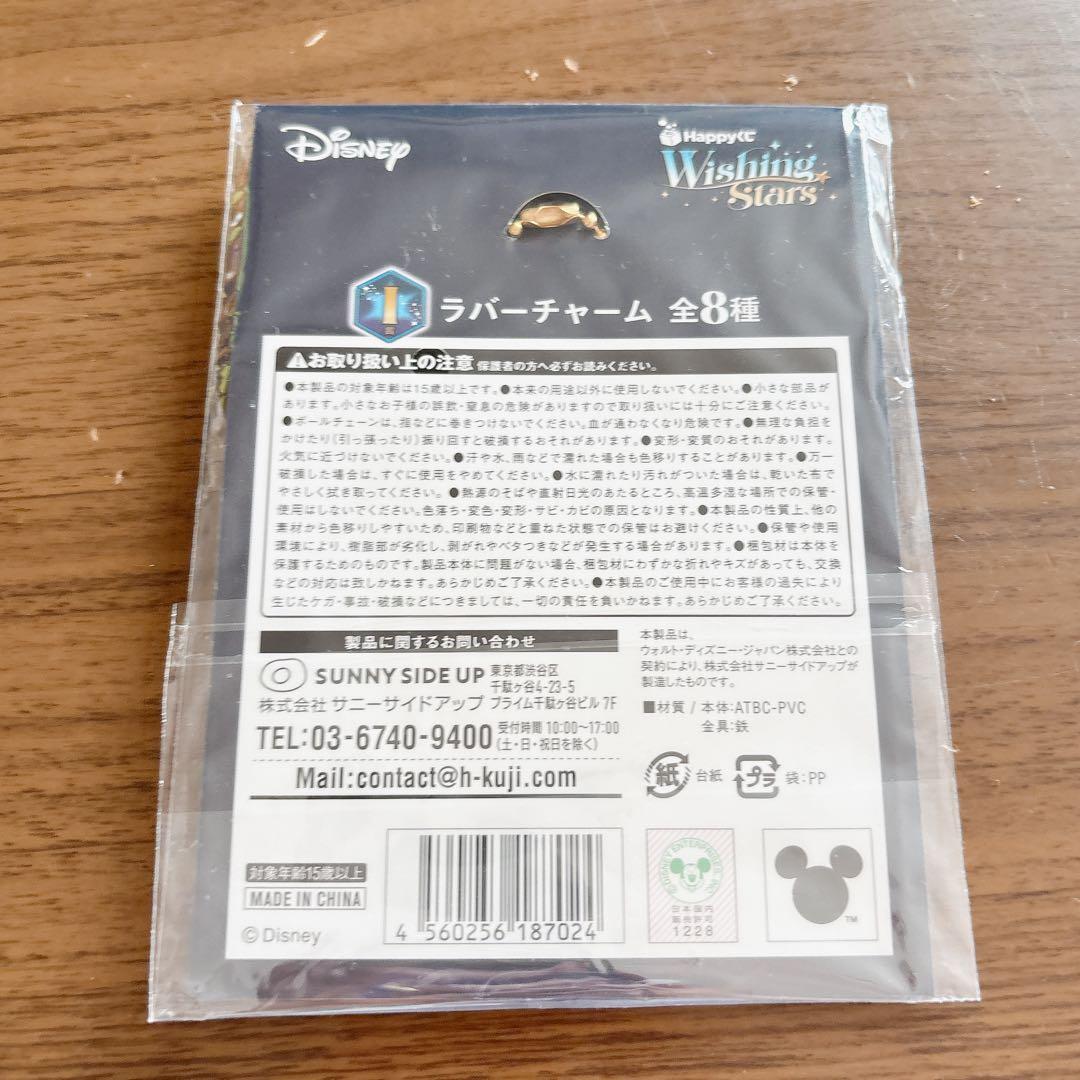 Disney
Happyくじ
Wishing
Stars
I
賞
ラバーチャーム 全8種
お取り扱い上の注意 保護者の方へ必ずお読みください。
●本製品の対象年齢は15歳以上です。●本来の用途以外に使用しないでください。●小さな部品が
あります。小さなお子様の誤飲・窒息の危険がありますので取り扱いには十分にご注意ください。
●ボールチェーンは、指などに巻きつけないでください。血が通わなくなり危険です。●無理な負担を
かけたり(引っ張ったり)振り回すと破損するおそれがあります。●変形・変質のおそれがあります。
火気に近づけないでください。●汗や水、雨などで濡れた場合も色移りすることがあります。●万一
破損した場合は、すぐに使用をやめてください。●水に濡れたり汚れがついた場合は、乾いた布で
やさしく拭き取ってください。●熱源のそばや直射日光のあたるところ、高温多湿な場所での保管・
使用はしないでください。色落ち・変色・変形・サビ・カビの原因となります。●本製品の性質上、他の
素材から色移りしやすいため、印刷物などと重ねた状態での保管はお避けください。●保管や使用
環境により、樹脂部が劣化し、剥がれやベタつきなどが発生する場合があります。●梱包材は本体を
保護するためのものです。製品本体に問題がない場合、梱包材にわずかな折れやキズがあっても、交換
などの対応は致しかねます。あらかじめご了承ください。●本製品のご使用中にお客様の過失により
生じたケガ・事故・破損などにつきましては、一切の責任を負いかねます。あらかじめご了承ください。
製品に関するお問い合わせ
SUNNY SIDE UP
株式会社 サニーサイドアップ
東京都渋谷区
千駄ヶ谷4-23-5
プライム千駄ヶ谷ビル 7F
TEL:03-6740-9400
受付時間 10:00〜17:00
(土・日・祝日を除く)
Mail:contact@h-kuji.com
本製品は、
ウォルト・ディズニー・ジャパン株式会社との
契約により、株式会社サニーサイドアップが
製造したものです。
■材質 / 本体:ATBC-PVC
金具:鉄
紙 台紙
プラ 袋:PP
対象年齢15歳以上
MADE IN CHINA
©Disney
4 560256 187024
©DISNEY ENTERPRISES, INC.
日本国内
販売許可
1228
TM